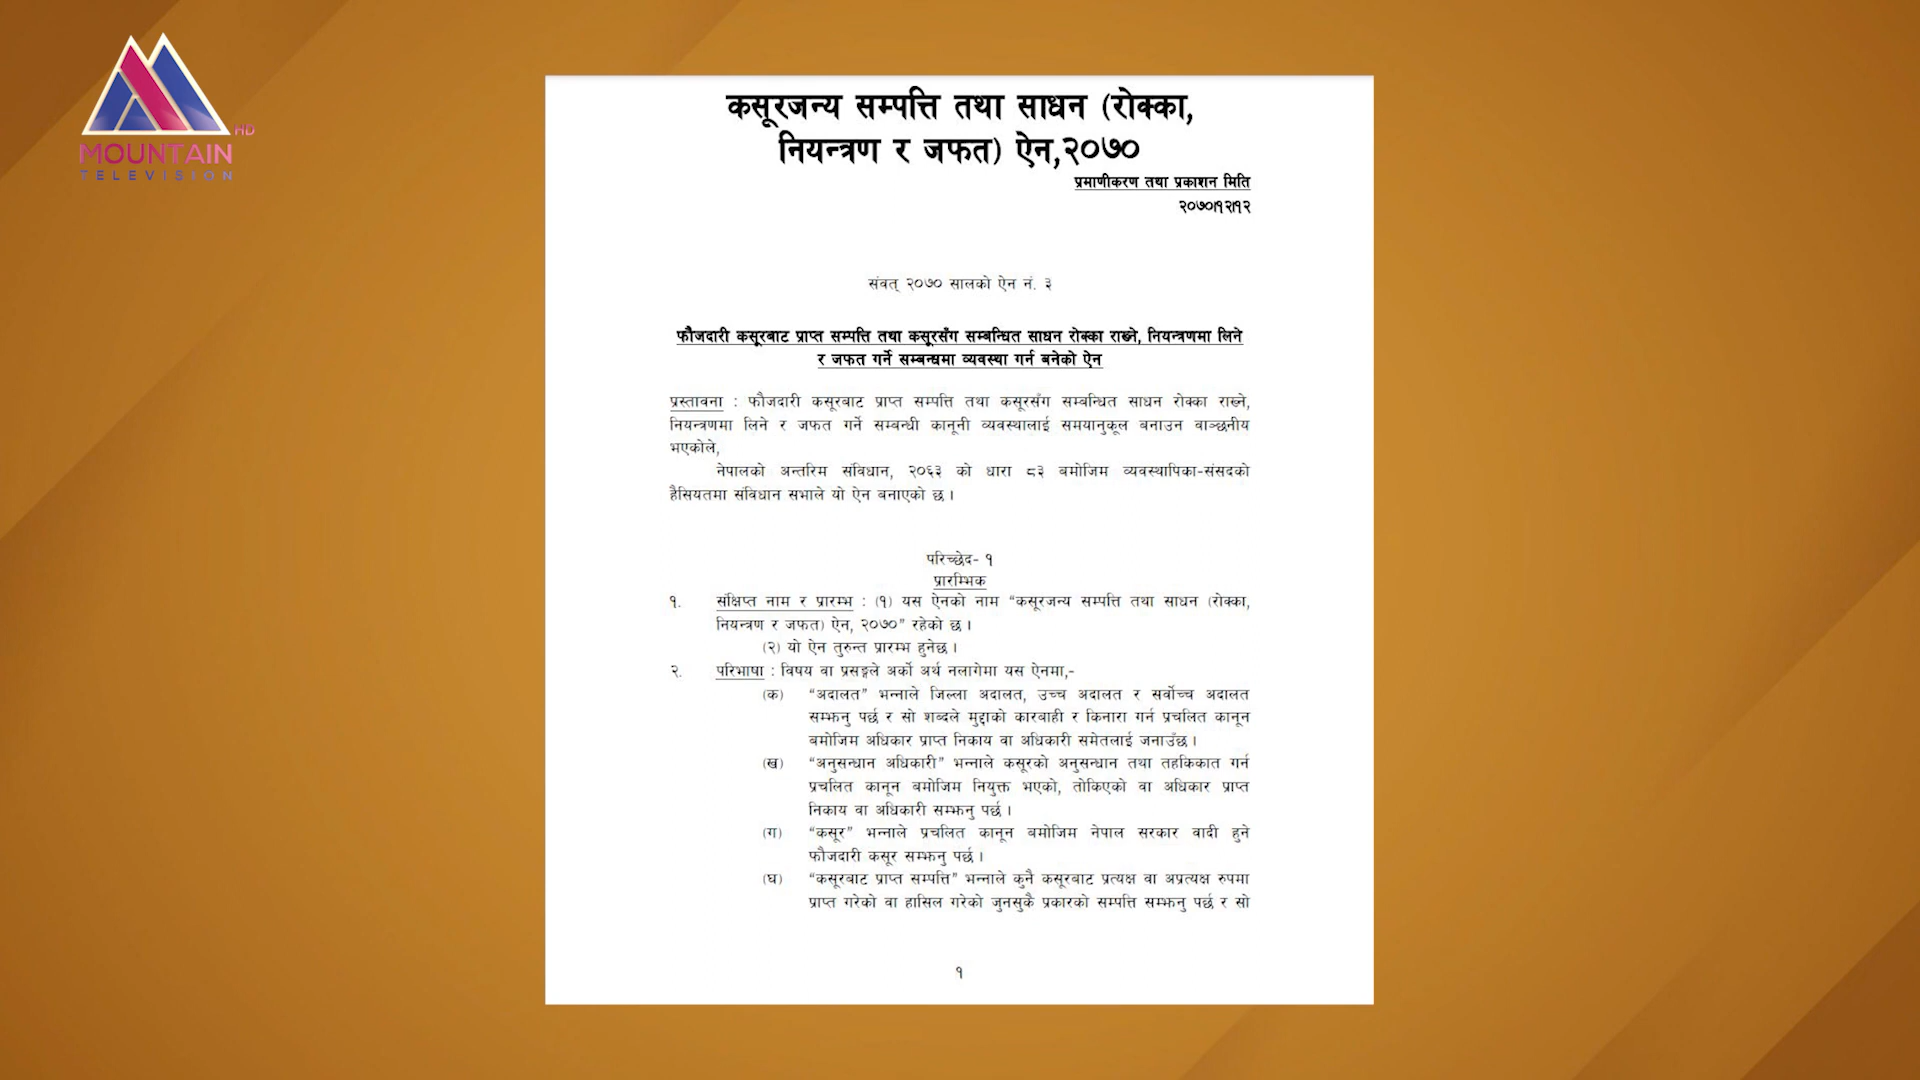 HD
MOUNTAIN
TELEVISION
कसूरजन्य सम्पत्ति तथा साधन (रोक्का,
नियन्त्रण र जफत) ऐन,२०७०
प्रमाणीकरण तथा प्रकाशन मिति
२०७०।१२।१२
संवत् २०७० सालको ऐन नं. ३
फौजदारी कसूरबाट प्राप्त सम्पत्ति तथा कसूरसँग सम्बन्धित साधन रोक्का राख्ने, नियन्त्रणमा लिने
र जफत गर्ने सम्बन्धमा व्यवस्था गर्न बनेको ऐन
प्रस्तावना : फौजदारी कसूरबाट प्राप्त सम्पत्ति तथा कसूरसँग सम्बन्धित साधन रोक्का राख्ने,
नियन्त्रणमा लिने र जफत गर्ने सम्बन्धी कानूनी व्यवस्थालाई समयानुकूल बनाउन वाञ्छनीय
भएकोले,
नेपालको अन्तरिम संविधान, २०६३ को धारा ८३ बमोजिम व्यवस्थापिका-संसदको
हैसियतमा संविधान सभाले यो ऐन बनाएको छ ।
परिच्छेद- १
प्रारम्भिक
१. संक्षिप्त नाम र प्रारम्भ : (१) यस ऐनको नाम “कसूरजन्य सम्पत्ति तथा साधन (रोक्का,
नियन्त्रण र जफत) ऐन, २०७०” रहेको छ ।
(२) यो ऐन तुरुन्त प्रारम्भ हुनेछ ।
२. परिभाषा : विषय वा प्रसङ्गले अर्को अर्थ नलागेमा यस ऐनमा,-
(क) “अदालत” भन्नाले जिल्ला अदालत, उच्च अदालत र सर्वोच्च अदालत
सम्झनु पर्छ र सो शब्दले मुद्दाको कारबाही र किनारा गर्न प्रचलित कानून
बमोजिम अधिकार प्राप्त निकाय वा अधिकारी समेतलाई जनाउँछ ।
(ख) “अनुसन्धान अधिकारी” भन्नाले कसूरको अनुसन्धान तथा तहकिकात गर्न
प्रचलित कानून बमोजिम नियुक्त भएको, तोकिएको वा अधिकार प्राप्त
निकाय वा अधिकारी सम्झनु पर्छ ।
(ग) “कसूर” भन्नाले प्रचलित कानून बमोजिम नेपाल सरकार वादी हुने
फौजदारी कसूर सम्झनु पर्छ ।
(घ) “कसूरबाट प्राप्त सम्पत्ति” भन्नाले कुनै कसूरबाट प्रत्यक्ष वा अप्रत्यक्ष रुपमा
प्राप्त गरेको वा हासिल गरेको जुनसुकै प्रकारको सम्पत्ति सम्झनु पर्छ र सो
१